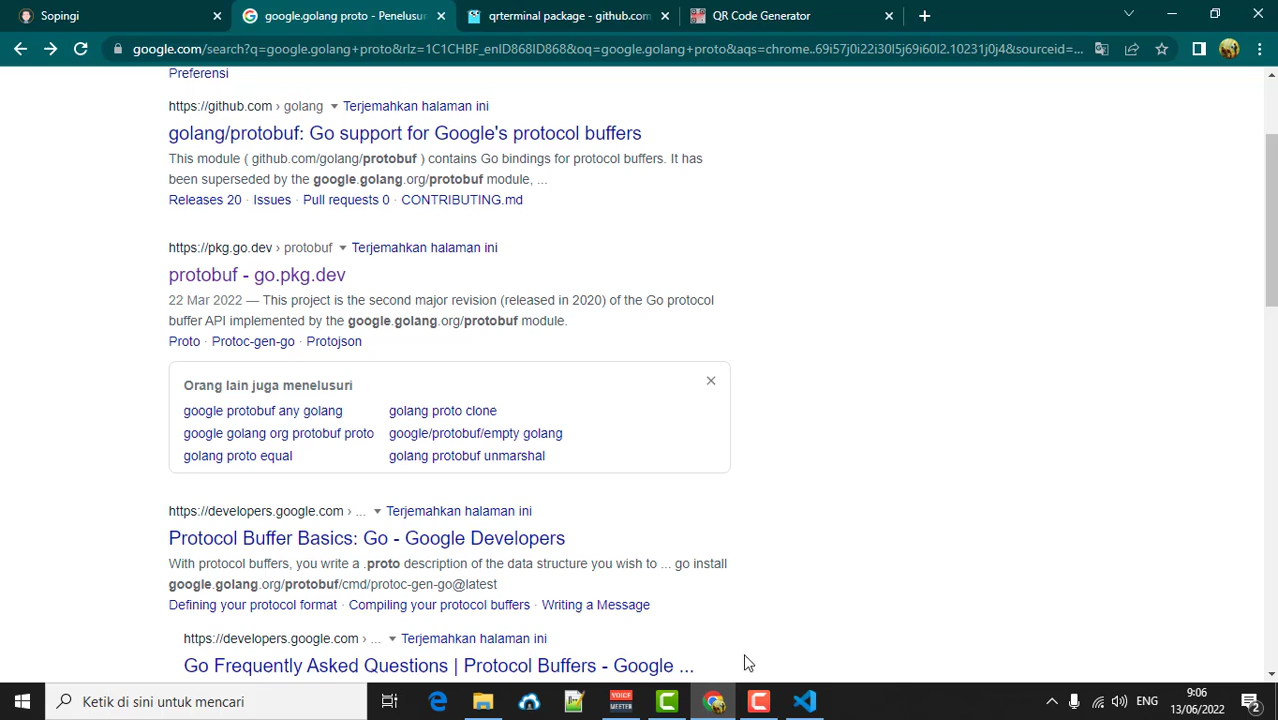 Sopingi
google.golang proto - Penelusu
qrterminal package - github.com
QR Code Generator
google.com/search?q=google.golang+proto&rlz=1C1CHBF_enID868ID868&oq=google.golang+proto&aqs=chrome..69i57j0i22i30l5j69i60l2.10231j0j4&sourceid=...
Preferensi
https://github.com › golang Terjemahkan halaman ini
golang/protobuf: Go support for Google's protocol buffers
This module ( github.com/golang/protobuf ) contains Go bindings for protocol buffers. It has
been superseded by the google.golang.org/protobuf module, ...
Releases 20 · Issues · Pull requests 0 · CONTRIBUTING.md
https://pkg.go.dev › protobuf Terjemahkan halaman ini
protobuf - go.pkg.dev
22 Mar 2022 — This project is the second major revision (released in 2020) of the Go protocol
buffer API implemented by the google.golang.org/protobuf module.
Proto · Protoc-gen-go · Protojson
Orang lain juga menelusuri
google protobuf any golang golang proto clone
google golang org protobuf proto google/protobuf/empty golang
golang proto equal golang protobuf unmarshal
https://developers.google.com › ... Terjemahkan halaman ini
Protocol Buffer Basics: Go - Google Developers
With protocol buffers, you write a .proto description of the data structure you wish to ... go install
google.golang.org/protobuf/cmd/protoc-gen-go@latest
Defining your protocol format · Compiling your protocol buffers · Writing a Message
https://developers.google.com › ... Terjemahkan halaman ini
Go Frequently Asked Questions | Protocol Buffers - Google ...
Ketik di sini untuk mencari
VOICE
MEETER
ENG
9:06
13/06/2022
2